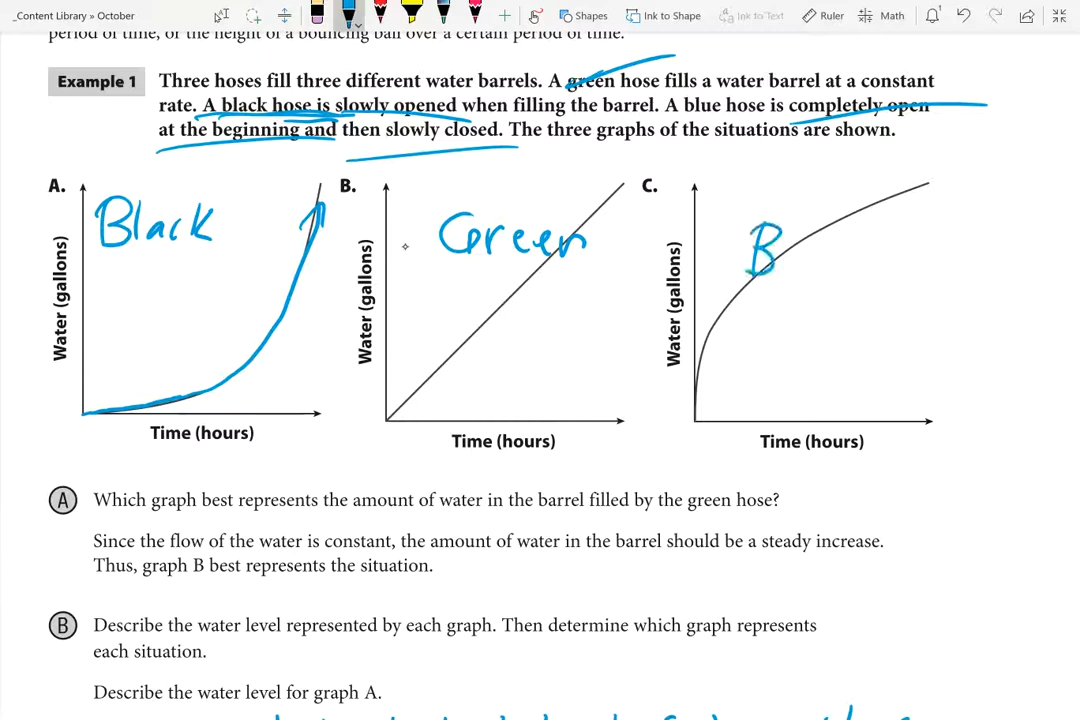 _Content Library » October
Shapes
Ink to Shape
Ink to Text
Ruler
Math
period of time, or the height of a bouncing ball over a certain period of time.
Example 1
Three hoses fill three different water barrels. A green hose fills a water barrel at a constant
rate. A black hose is slowly opened when filling the barrel. A blue hose is completely open
at the beginning and then slowly closed. The three graphs of the situations are shown.
A.
Black
Water (gallons)
Time (hours)
B.
Green
Water (gallons)
Time (hours)
C.
B
Water (gallons)
Time (hours)
A Which graph best represents the amount of water in the barrel filled by the green hose?
Since the flow of the water is constant, the amount of water in the barrel should be a steady increase.
Thus, graph B best represents the situation.
B Describe the water level represented by each graph. Then determine which graph represents
each situation.
Describe the water level for graph A.